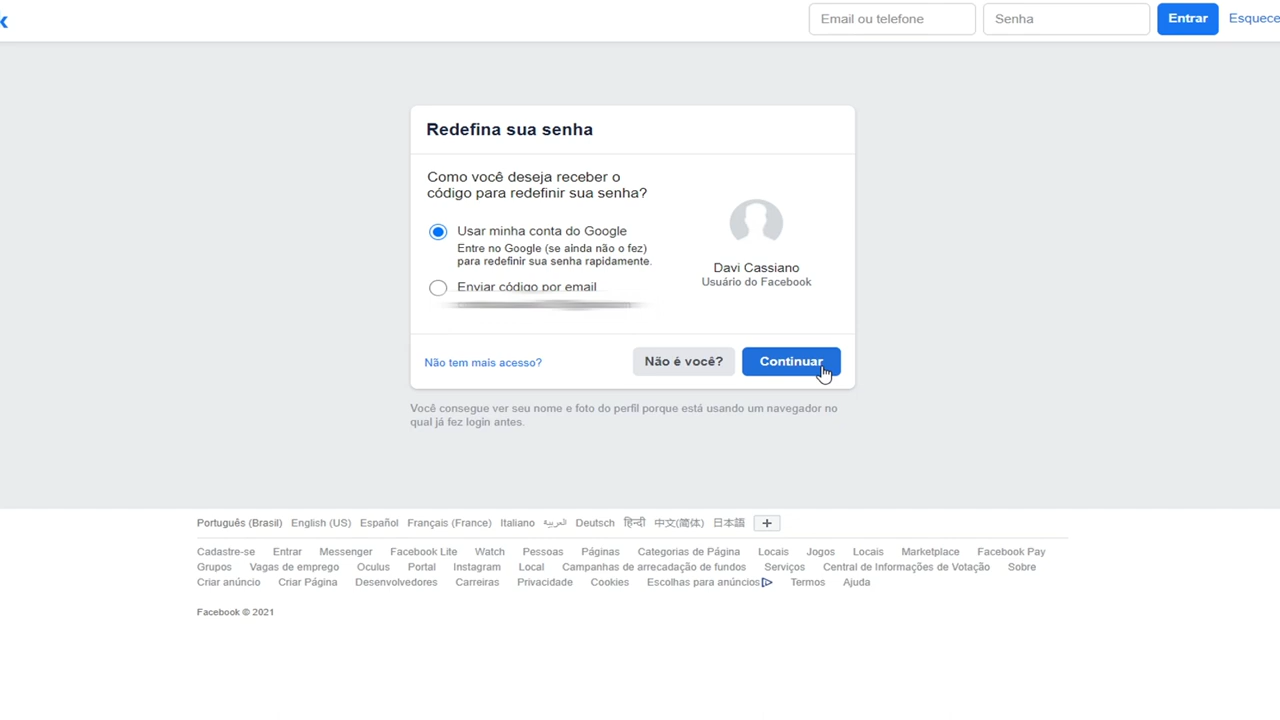 Email ou telefone Senha Entrar
Redefina sua senha
Como você deseja receber o
código para redefinir sua senha?
Usar minha conta do Google
Entre no Google (se ainda não o fez)
para redefinir sua senha rapidamente.
Enviar código por email
Davi Cassiano
Usuário do Facebook
Não tem mais acesso? Não é você? Continuar
Você consegue ver seu nome e foto do perfil porque está usando um navegador no
qual já fez login antes.
Português (Brasil) English (US) Español Français (France) Italiano العربية Deutsch हिन्दी 中文(简体) 日本語 +
Cadastre-se Entrar Messenger Facebook Lite Watch Pessoas Páginas Categorias de Página Locais Jogos Locais Marketplace Facebook Pay
Grupos Vagas de emprego Oculus Portal Instagram Local Campanhas de arrecadação de fundos Serviços Central de Informações de Votação Sobre
Criar anúncio Criar Página Desenvolvedores Carreiras Privacidade Cookies Escolhas para anúncios Termos Ajuda
Facebook © 2021